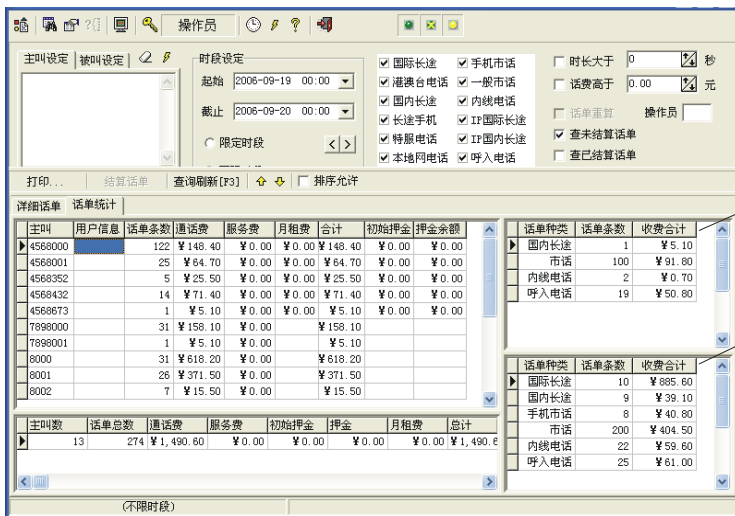 操作员
主叫设定 被叫设定 时段设定
起始 2006-09-19 00:00
截止 2006-09-20 00:00
限定时段 < >
国际长途 手机市话
港澳台电话 一般市话
国内长途 内线电话
长途手机 IP国际长途
特服电话 IP国内长途
本地网电话 呼入电话
时长大于 0 秒
话费高于 0.00 元
话单重算 操作员
查未结算话单
查已结算话单
打印... 结算话单 查询刷新[F3] 排序允许
详细话单 话单统计
主叫 用户信息 话单条数 通话费 服务费 月租费 合计 初始押金 押金余额
4568000 122 ¥148.40 ¥0.00 ¥0.00 ¥148.40 ¥0.00 ¥0.00
4568001 25 ¥64.70 ¥0.00 ¥0.00 ¥64.70 ¥0.00 ¥0.00
4568352 5 ¥25.50 ¥0.00 ¥0.00 ¥25.50 ¥0.00 ¥0.00
4568432 14 ¥71.40 ¥0.00 ¥0.00 ¥71.40 ¥0.00 ¥0.00
4568673 1 ¥5.10 ¥0.00 ¥0.00 ¥5.10 ¥0.00 ¥0.00
7898000 31 ¥158.10 ¥0.00 ¥158.10
7898001 1 ¥5.10 ¥0.00 ¥5.10
8000 31 ¥618.20 ¥0.00 ¥618.20
8001 26 ¥371.50 ¥0.00 ¥371.50
8002 7 ¥15.50 ¥0.00 ¥15.50
主叫数 话单总数 通话费 服务费 初始押金 押金 月租费 总计
13 274 ¥1,490.60 ¥0.00 ¥0.00 ¥0.00 ¥0.00 ¥1,490.6
话单种类 话单条数 收费合计
国内长途 1 ¥5.10
市话 100 ¥91.80
内线电话 2 ¥0.70
呼入电话 19 ¥50.80
话单种类 话单条数 收费合计
国际长途 10 ¥885.60
国内长途 9 ¥39.10
手机市话 8 ¥40.80
市话 200 ¥404.50
内线电话 22 ¥59.60
呼入电话 25 ¥61.00
(不限时段)